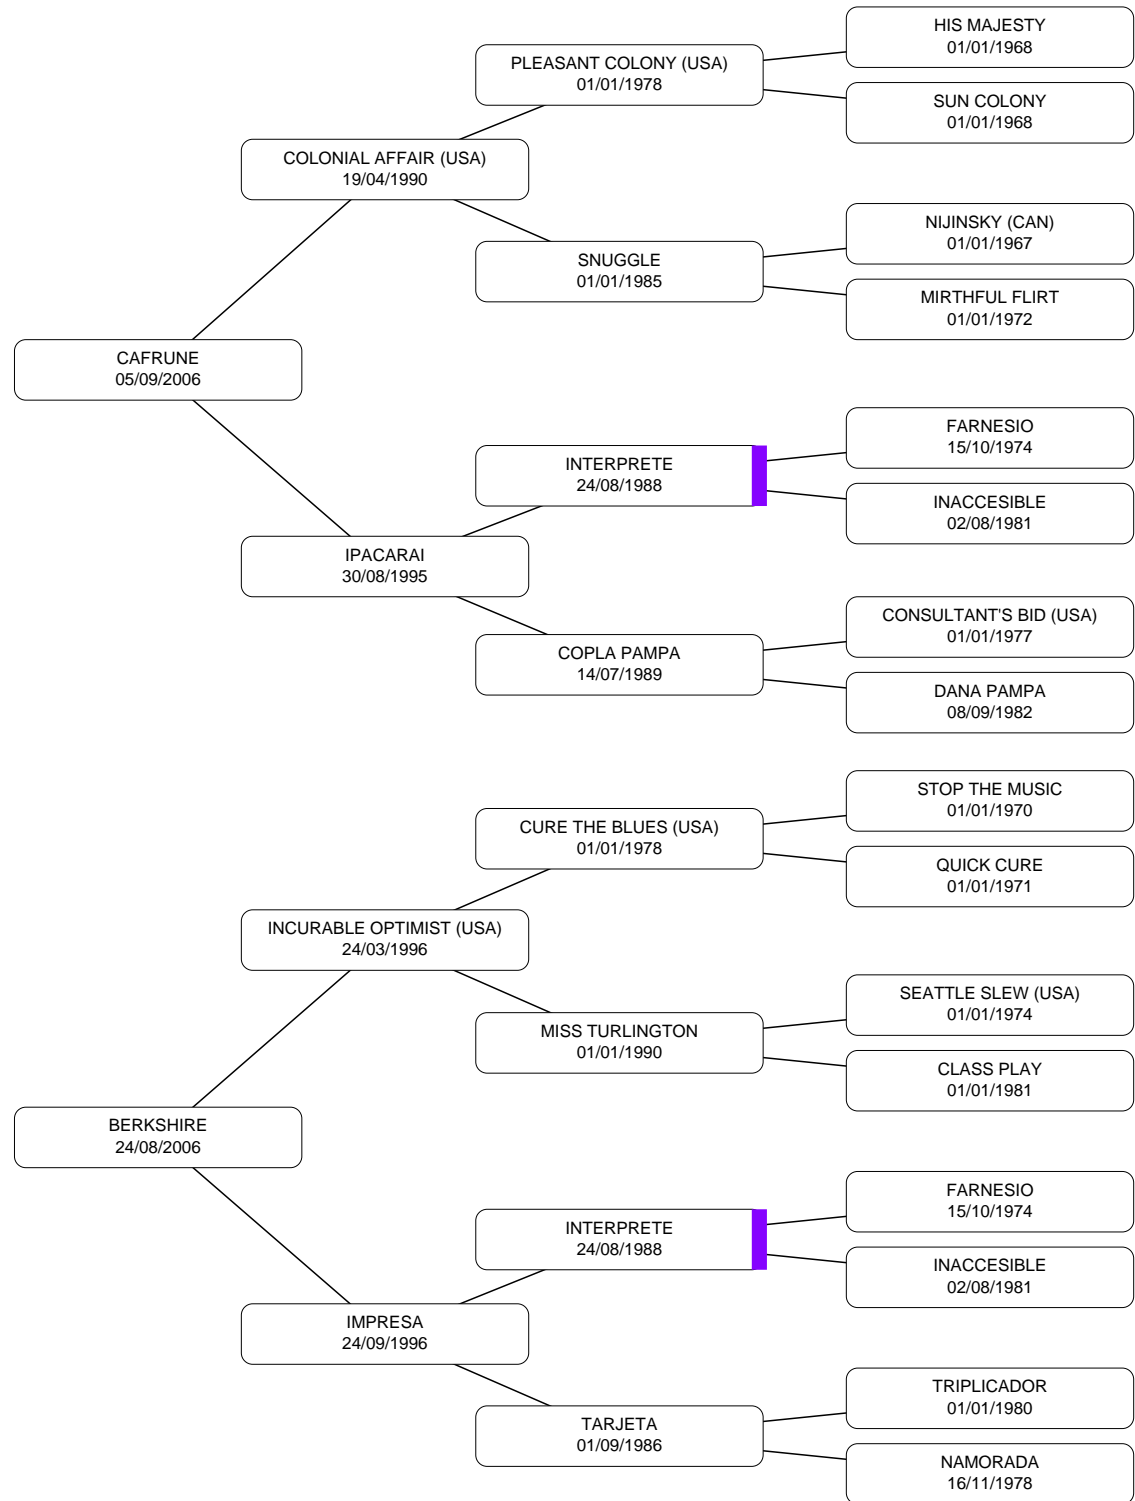 HIS MAJESTY
01/01/1968
PLEASANT COLONY (USA)
01/01/1978
SUN COLONY
01/01/1968
COLONIAL AFFAIR (USA)
19/04/1990
NIJINSKY (CAN)
01/01/1967
SNUGGLE
01/01/1985
MIRTHFUL FLIRT
01/01/1972
CAFRUNE
05/09/2006
FARNESIO
15/10/1974
INTERPRETE
24/08/1988
INACCESIBLE
02/08/1981
IPACARAI
30/08/1995
CONSULTANT'S BID (USA)
01/01/1977
COPLA PAMPA
14/07/1989
DANA PAMPA
08/09/1982
STOP THE MUSIC
01/01/1970
CURE THE BLUES (USA)
01/01/1978
QUICK CURE
01/01/1971
INCURABLE OPTIMIST (USA)
24/03/1996
SEATTLE SLEW (USA)
01/01/1974
MISS TURLINGTON
01/01/1990
CLASS PLAY
01/01/1981
BERKSHIRE
24/08/2006
FARNESIO
15/10/1974
INTERPRETE
24/08/1988
INACCESIBLE
02/08/1981
IMPRESA
24/09/1996
TRIPLICADOR
01/01/1980
TARJETA
01/09/1986
NAMORADA
16/11/1978